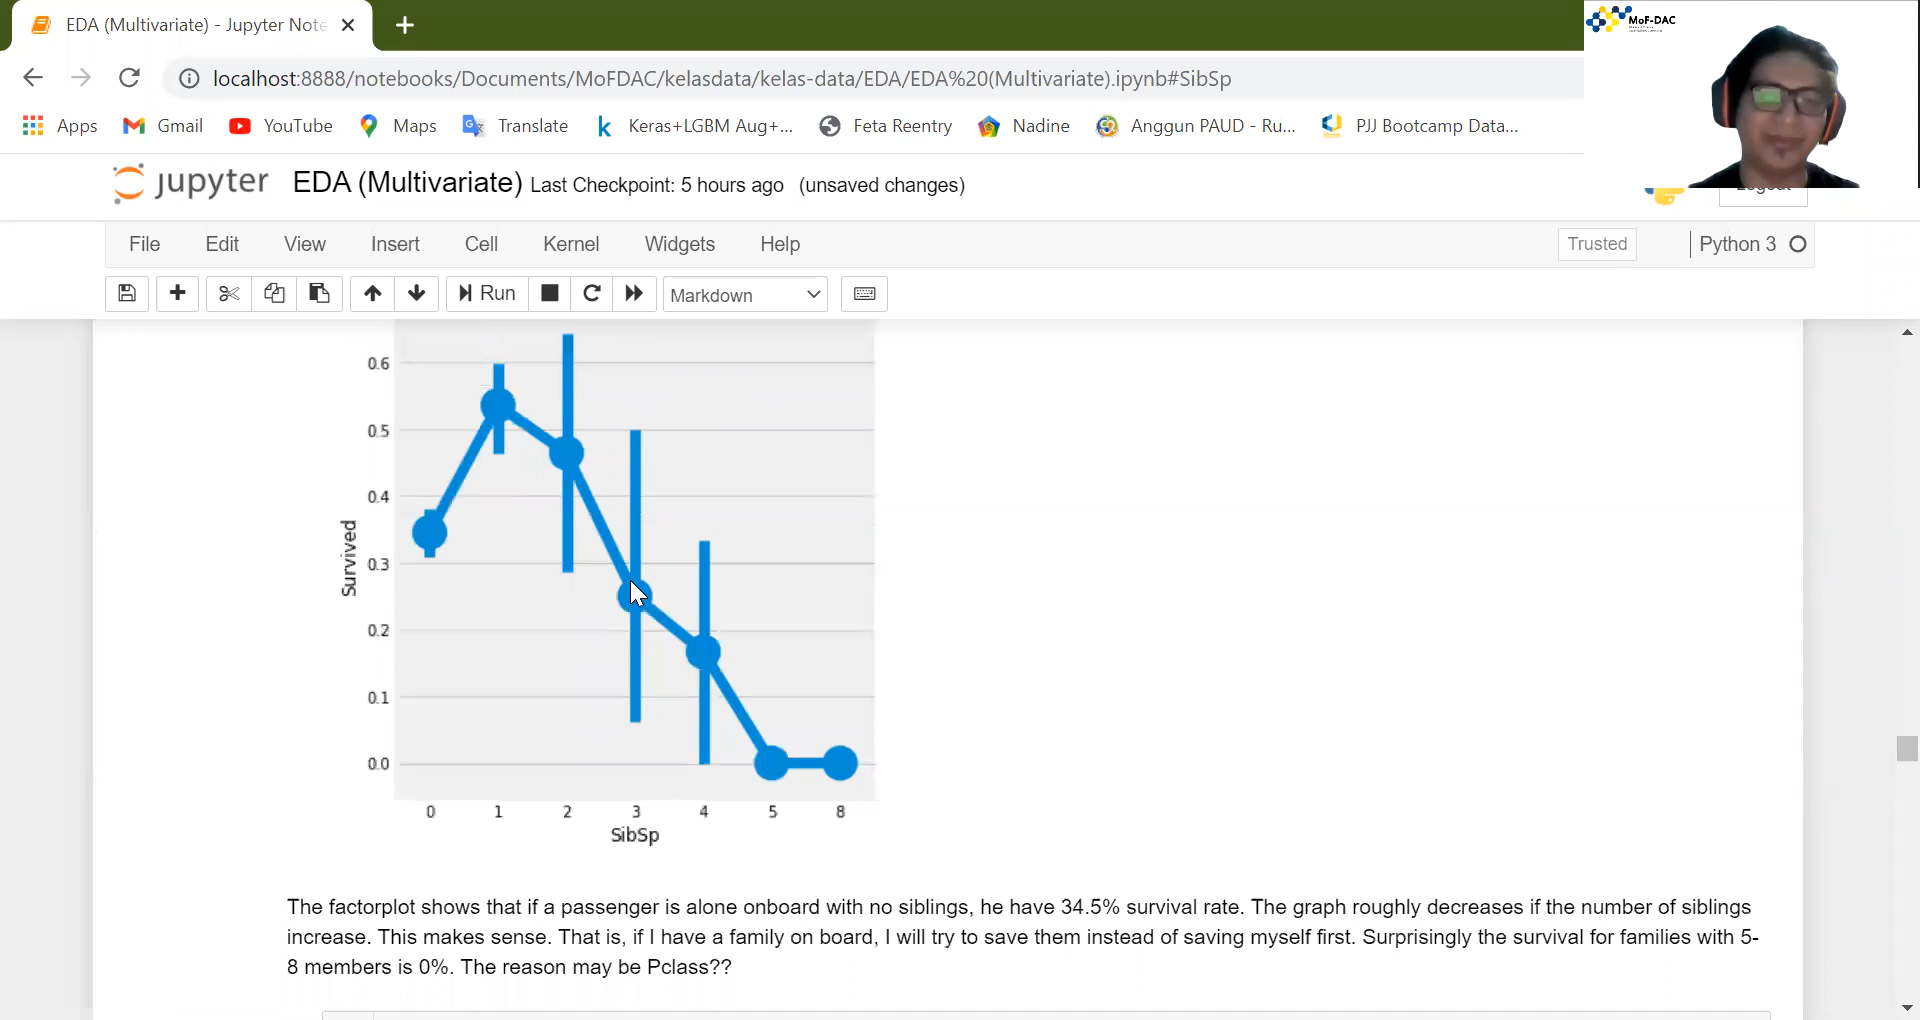 EDA (Multivariate) - Jupyter Note
localhost:8888/notebooks/Documents/MoFDAC/kelasdata/kelas-data/EDA/EDA%20(Multivariate).ipynb#SibSp
Apps Gmail YouTube Maps Translate Keras+LGBM Aug+... Feta Reentry Nadine Anggun PAUD - Ru... PJJ Bootcamp Data...
MoF-DAC
jupyter EDA (Multivariate) Last Checkpoint: 5 hours ago (unsaved changes)
Logout
File Edit View Insert Cell Kernel Widgets Help
Trusted Python 3
Run Markdown
0.6
0.5
0.4
0.3
0.2
0.1
0.0
Survived
0 1 2 3 4 5 8
SibSp
The factorplot shows that if a passenger is alone onboard with no siblings, he have 34.5% survival rate. The graph roughly decreases if the number of siblings
increase. This makes sense. That is, if I have a family on board, I will try to save them instead of saving myself first. Surprisingly the survival for families with 5-
8 members is 0%. The reason may be Pclass??